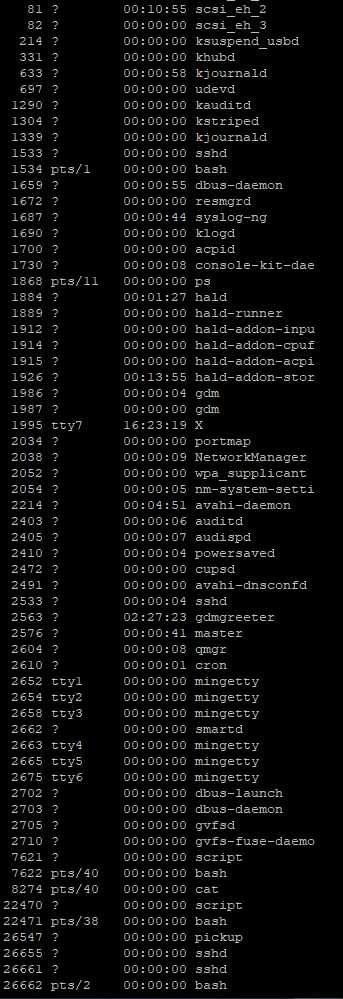 81 ? 00:10:55 scsi_eh_2
82 ? 00:00:00 scsi_eh_3
214 ? 00:00:00 ksuspend_usbd
331 ? 00:00:00 khubd
633 ? 00:00:58 kjournald
697 ? 00:00:00 udevd
1290 ? 00:00:00 kauditd
1304 ? 00:00:00 kstriped
1339 ? 00:00:00 kjournald
1533 ? 00:00:00 sshd
1534 pts/1 00:00:00 bash
1659 ? 00:00:55 dbus-daemon
1672 ? 00:00:00 resmgrd
1687 ? 00:00:44 syslog-ng
1690 ? 00:00:00 klogd
1700 ? 00:00:00 acpid
1730 ? 00:00:08 console-kit-dae
1868 pts/11 00:00:00 ps
1884 ? 00:01:27 hald
1889 ? 00:00:00 hald-runner
1912 ? 00:00:00 hald-addon-inpu
1914 ? 00:00:00 hald-addon-cpuf
1915 ? 00:00:00 hald-addon-acpi
1926 ? 00:13:55 hald-addon-stor
1986 ? 00:00:04 gdm
1987 ? 00:00:00 gdm
1995 tty7 16:23:19 X
2034 ? 00:00:00 portmap
2038 ? 00:00:09 NetworkManager
2052 ? 00:00:00 wpa_supplicant
2054 ? 00:00:05 nm-system-setti
2214 ? 00:04:51 avahi-daemon
2403 ? 00:00:06 auditd
2405 ? 00:00:07 audispd
2410 ? 00:00:04 powersaved
2472 ? 00:00:00 cupsd
2491 ? 00:00:00 avahi-dnsconfd
2533 ? 00:00:04 sshd
2563 ? 02:27:23 gdmgreeter
2576 ? 00:00:41 master
2604 ? 00:00:08 qmgr
2610 ? 00:00:01 cron
2652 tty1 00:00:00 mingetty
2654 tty2 00:00:00 mingetty
2658 tty3 00:00:00 mingetty
2662 ? 00:00:00 smartd
2663 tty4 00:00:00 mingetty
2665 tty5 00:00:00 mingetty
2675 tty6 00:00:00 mingetty
2702 ? 00:00:00 dbus-launch
2703 ? 00:00:00 dbus-daemon
2705 ? 00:00:00 gvfsd
2710 ? 00:00:00 gvfs-fuse-daemo
7621 ? 00:00:00 script
7622 pts/40 00:00:00 bash
8274 pts/40 00:00:00 cat
22470 ? 00:00:00 script
22471 pts/38 00:00:00 bash
26547 ? 00:00:00 pickup
26655 ? 00:00:00 sshd
26661 ? 00:00:00 sshd
26662 pts/2 00:00:00 bash